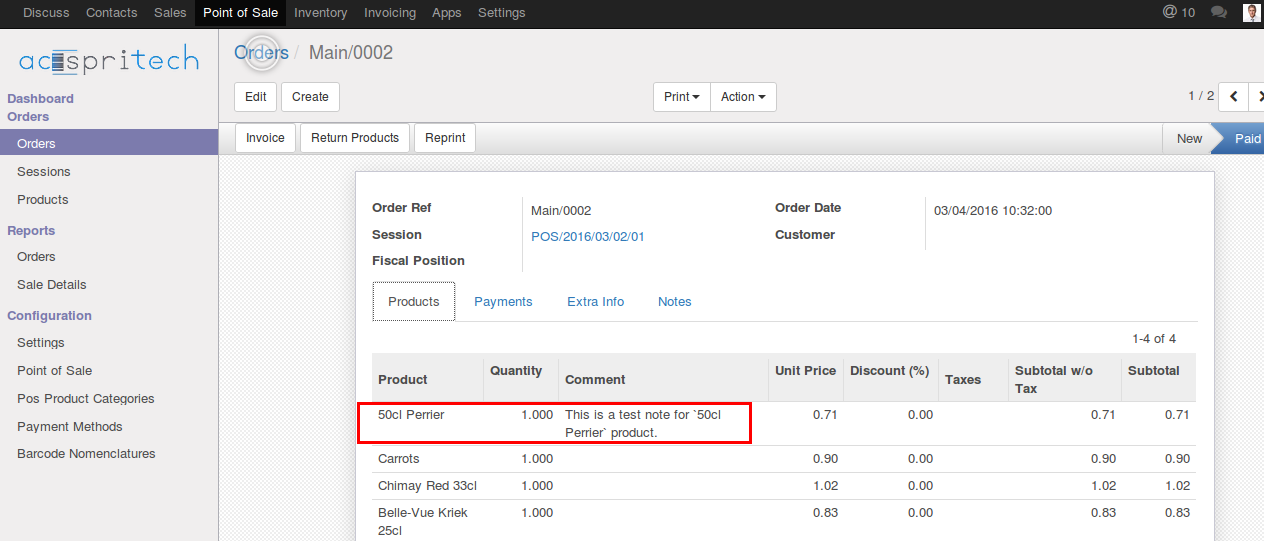 Discuss Contacts Sales Point of Sale Inventory Invoicing Apps Settings @ 10
acespritech
Orders / Main/0002
Edit Create Print Action 1 / 2
Dashboard
Orders
Orders
Sessions
Products
Reports
Orders
Sale Details
Configuration
Settings
Point of Sale
Pos Product Categories
Payment Methods
Barcode Nomenclatures
Invoice Return Products Reprint New Paid
Order Ref Main/0002 Order Date 03/04/2016 10:32:00
Session POS/2016/03/02/01 Customer
Fiscal Position
Products Payments Extra Info Notes
1-4 of 4
Product Quantity Comment Unit Price Discount (%) Taxes Subtotal w/o Tax Subtotal
50cl Perrier 1.000 This is a test note for `50cl 0.71 0.00 0.71 0.71
Perrier` product.
Carrots 1.000 0.90 0.00 0.90 0.90
Chimay Red 33cl 1.000 1.02 0.00 1.02 1.02
Belle-Vue Kriek 1.000 0.83 0.00 0.83 0.83
25cl